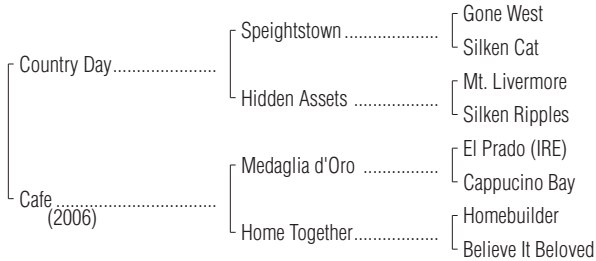 Gone West
Speightstown....................
Silken Cat
Country Day......................
Mt. Livermore
Hidden Assets ..................
Silken Ripples
El Prado (IRE)
Medaglia d'Oro ................
Cappucino Bay
Cafe..................................
(2006)
Homebuilder
Home Together..................
Believe It Beloved